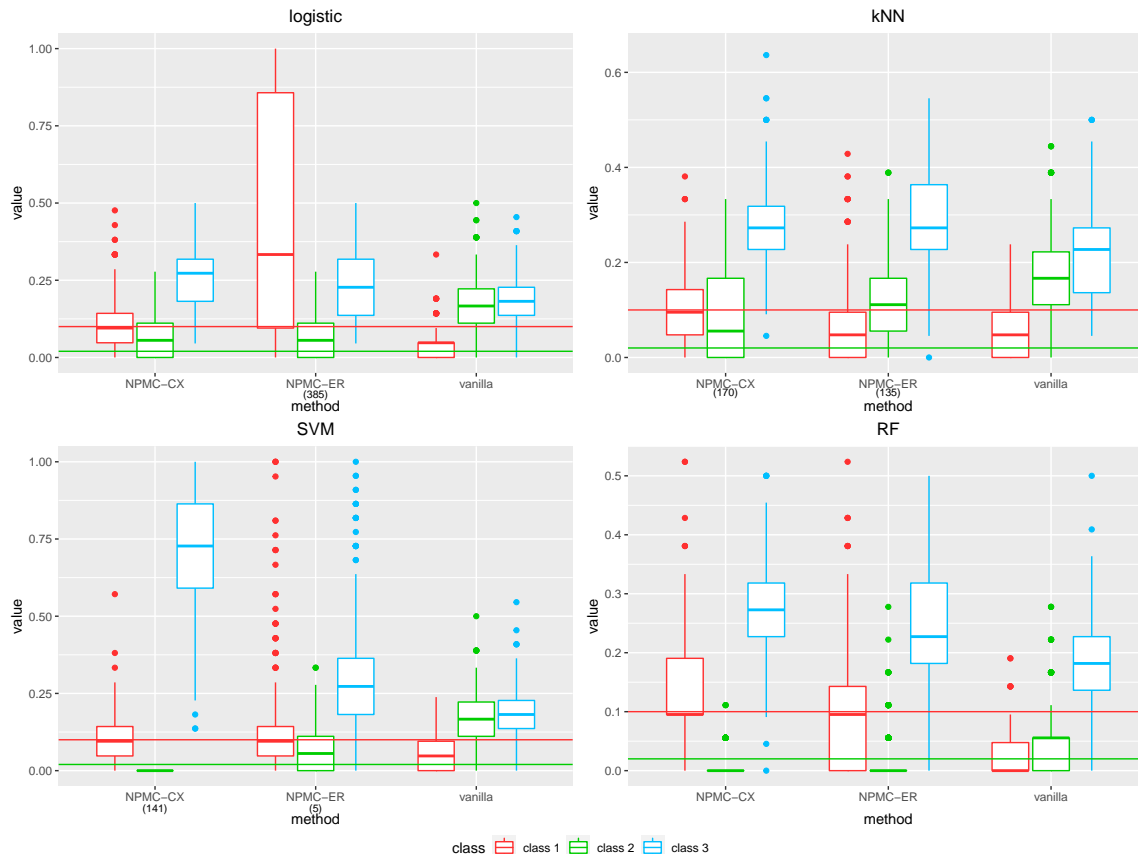 logistic
1.00
0.75
0.50
0.25
0.00
value
NPMC−CX
NPMC−ER
(385)
vanilla
method
kNN
0.6
0.4
0.2
0.0
value
NPMC−CX
(170)
NPMC−ER
(135)
vanilla
method
SVM
1.00
0.75
0.50
0.25
0.00
value
NPMC−CX
(141)
NPMC−ER
(5)
vanilla
method
RF
0.5
0.4
0.3
0.2
0.1
0.0
value
NPMC−CX
NPMC−ER
vanilla
method
class class 1 class 2 class 3